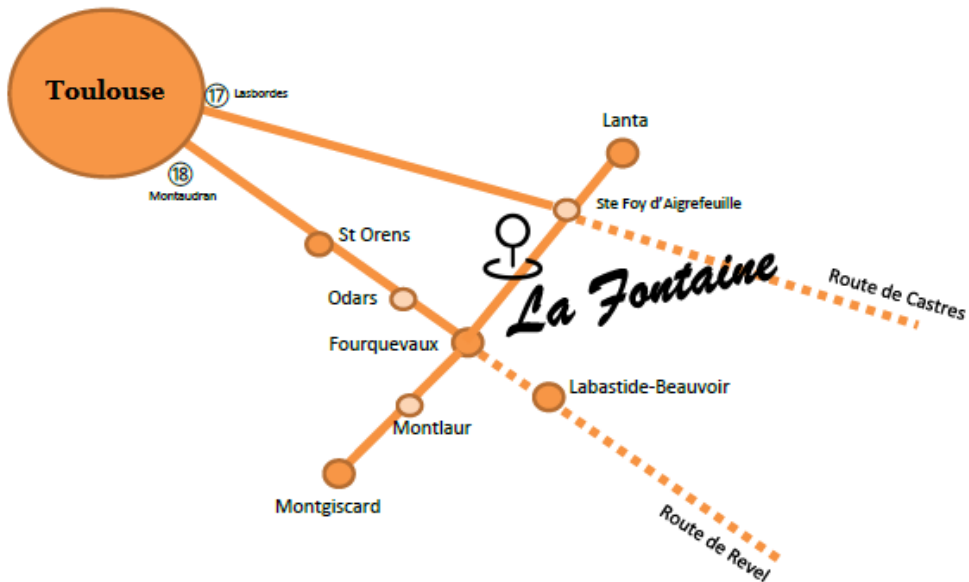 Toulouse
17 Lasbordes
18
Montaudran
Lanta
Ste Foy d'Aigrefeuille
St Orens
La Fontaine
Route de Castres
Odars
Fourquevaux
Labastide-Beauvoir
Montlaur
Montgiscard
Route de Revel